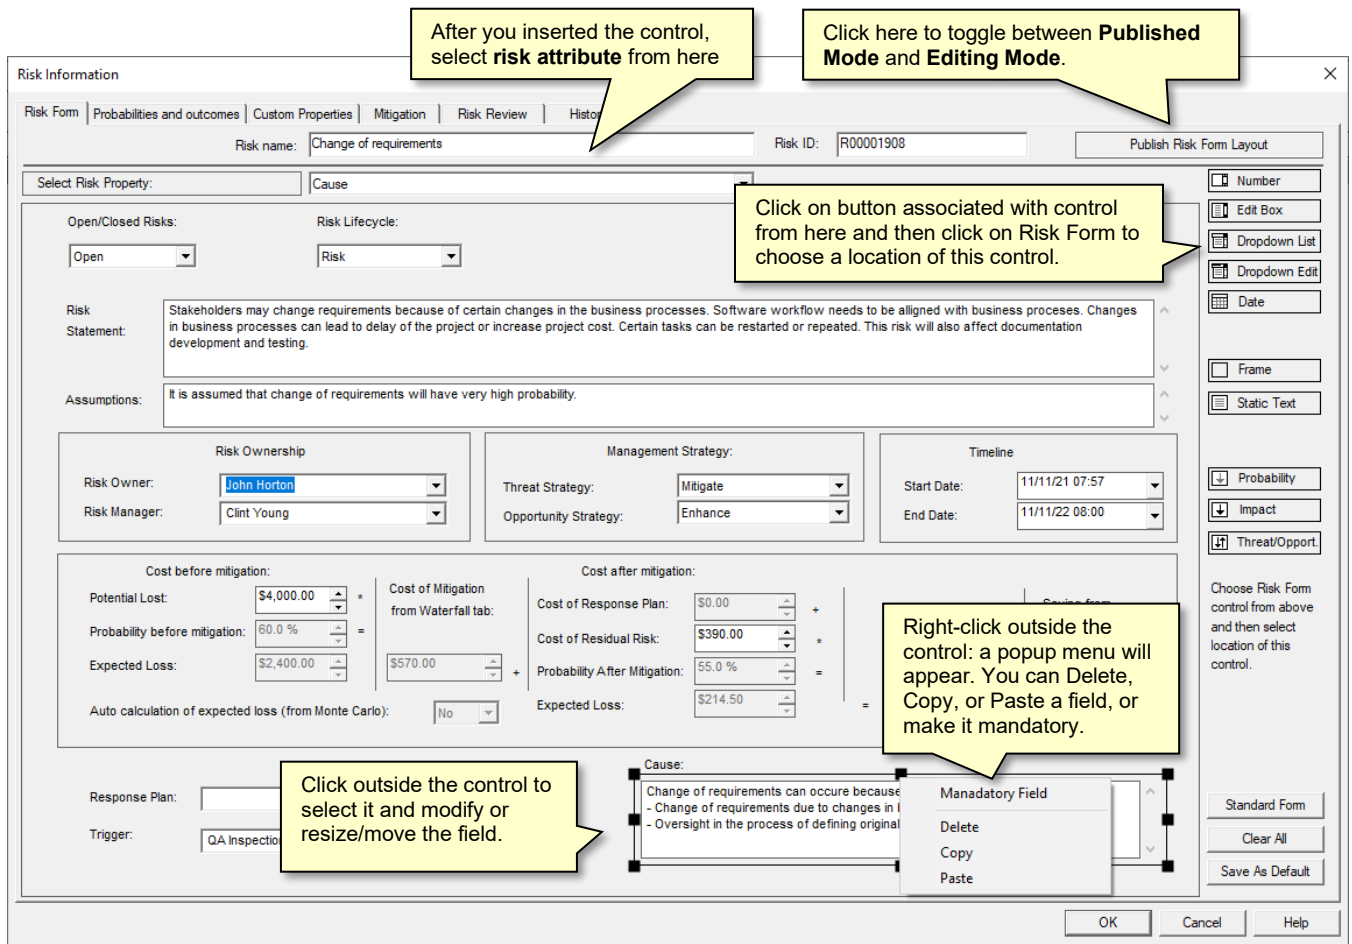 After you inserted the control,
select risk attribute from here
Click here to toggle between Published
Mode and Editing Mode.
Risk Information
Risk Form
Probabilities and outcomes
Custom Properties
Mitigation
Risk Review
Histor
Risk name:
Change of requirements
Risk ID:
R00001908
Publish Risk Form Layout
Select Risk Property:
Cause
Number
Edit Box
Dropdown List
Dropdown Edit
Date
Click on button associated with control
from here and then click on Risk Form to
choose a location of this control.
Open/Closed Risks:
Risk Lifecycle:
Open
Risk
Risk
Statement:
Stakeholders may change requirements because of certain changes in the business processes. Software workflow needs to be alligned with business proceses. Changes
in business processes can lead to delay of the project or increase project cost. Certain tasks can be restarted or repeated. This risk will also affect documentation
development and testing.
Frame
Static Text
Assumptions:
It is assumed that change of requirements will have very high probability.
Risk Ownership
Risk Owner:
John Horton
Risk Manager:
Clint Young
Management Strategy:
Threat Strategy:
Mitigate
Opportunity Strategy:
Enhance
Timeline
Start Date:
11/11/21 07:57
End Date:
11/11/22 08:00
Probability
Impact
Threat/Opport.
Choose Risk Form
control from above
and then select
location of this
control.
Cost before mitigation:
Potential Lost:
$4,000.00
*
Probability before mitigation:
60.0 %
=
Expected Loss:
$2,400.00
Cost of Mitigation
from Waterfall tab:
$570.00
+
Cost after mitigation:
Cost of Response Plan:
$0.00
+
Cost of Residual Risk:
$390.00
*
Probability After Mitigation:
55.0 %
=
Expected Loss:
$214.50
=
Auto calculation of expected loss (from Monte Carlo):
No
Right-click outside the
control: a popup menu will
appear. You can Delete,
Copy, or Paste a field, or
make it mandatory.
Response Plan:
Trigger:
QA Inspection
Click outside the control to
select it and modify or
resize/move the field.
Cause:
Change of requirements can occure because
- Change of requirements due to changes in
- Oversight in the process of defining original
Manadatory Field
Delete
Copy
Paste
Standard Form
Clear All
Save As Default
OK
Cancel
Help